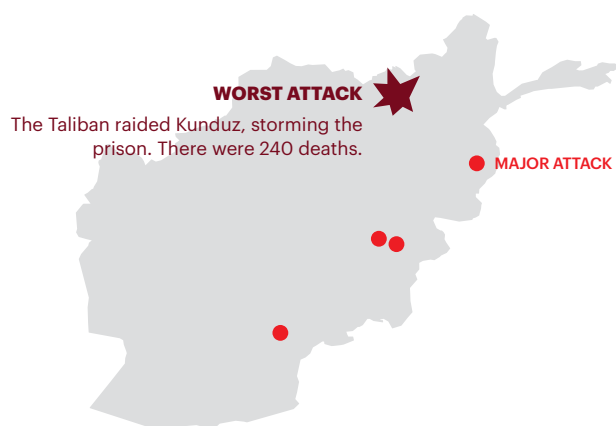 WORST ATTACK
The Taliban raided Kunduz, storming the
prison. There were 240 deaths.
MAJOR ATTACK